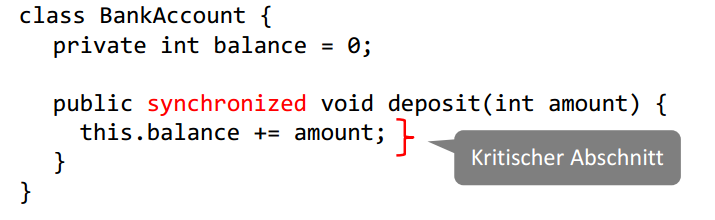 class BankAccount {
private int balance = 0;
public synchronized void deposit(int amount) {
this.balance += amount;
Kritischer Abschnitt
}
}